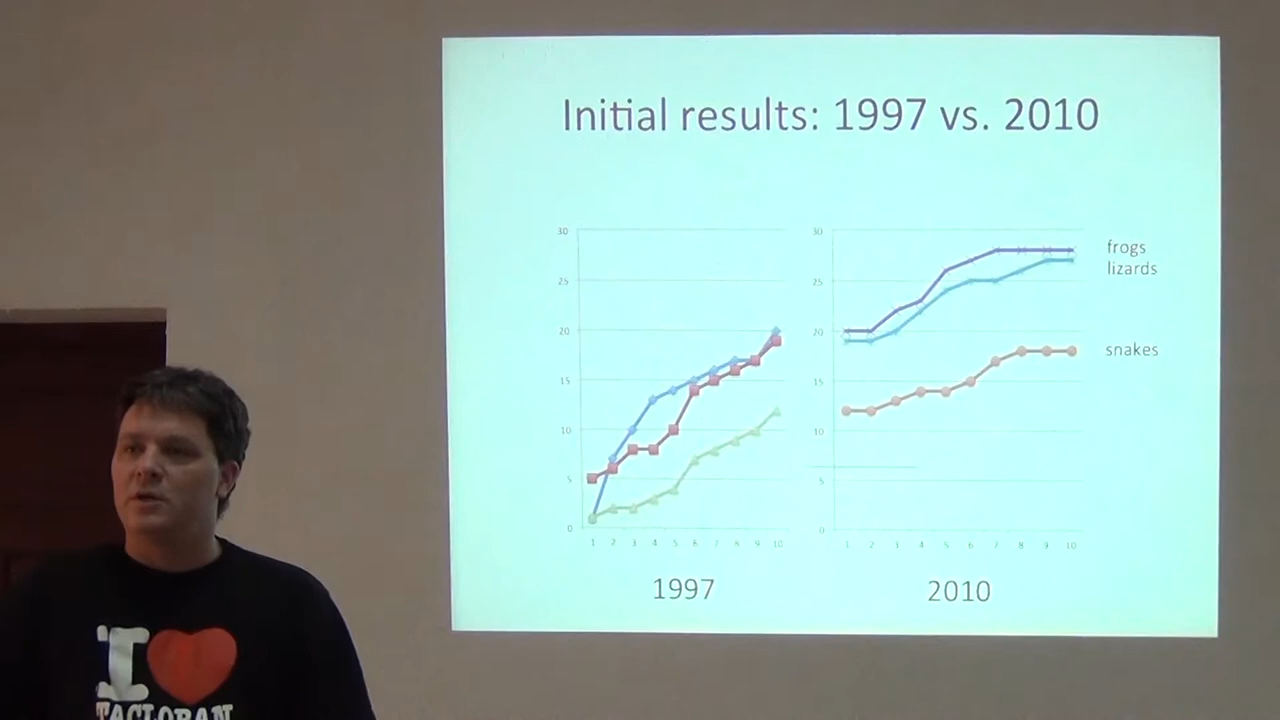 Initial results: 1997 vs. 2010
30
25
20
15
10
5
0
1 2 3 4 5 6 7 8 9 10
1997
30
25
20
15
10
5
0
1 2 3 4 5 6 7 8 9 10
2010
frogs
lizards
snakes
I
TACLOBAN